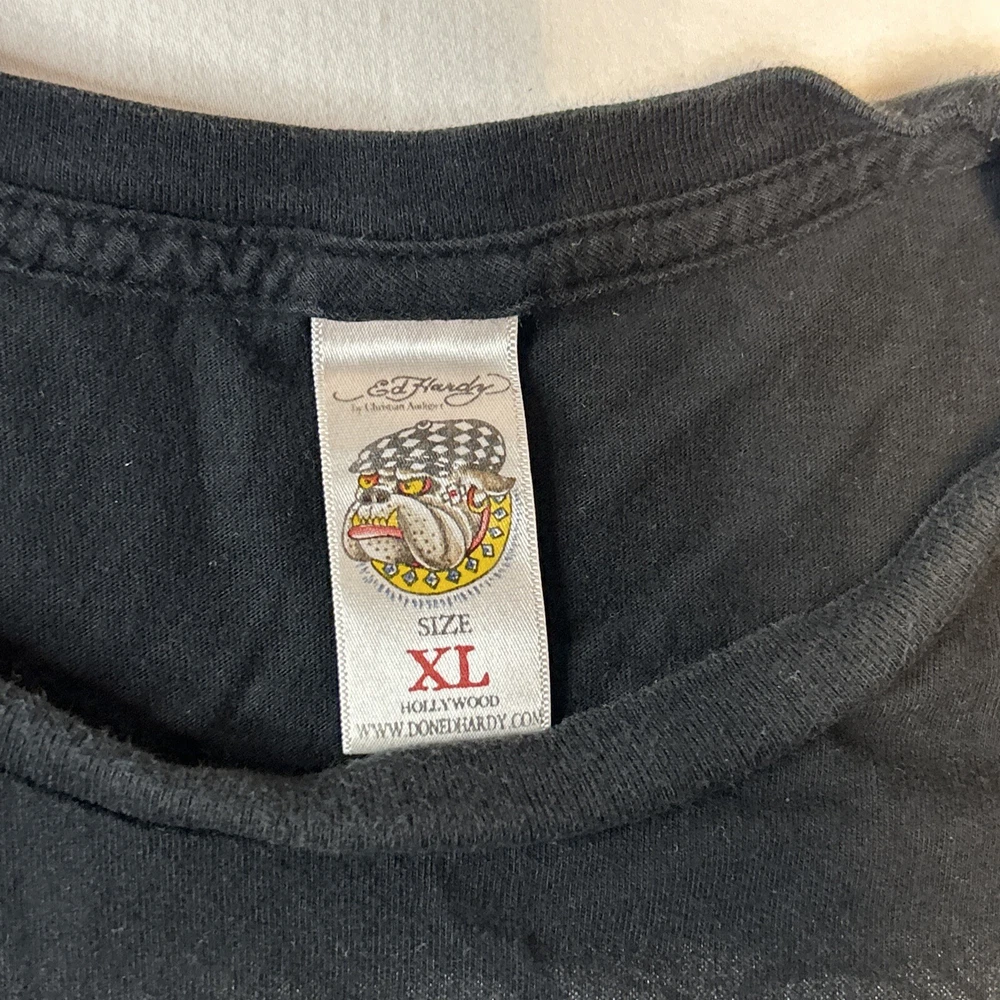 Ed Hardy
by Christian Audigier
SIZE
XL
HOLLYWOOD
WWW.DONEDHARDY.COM